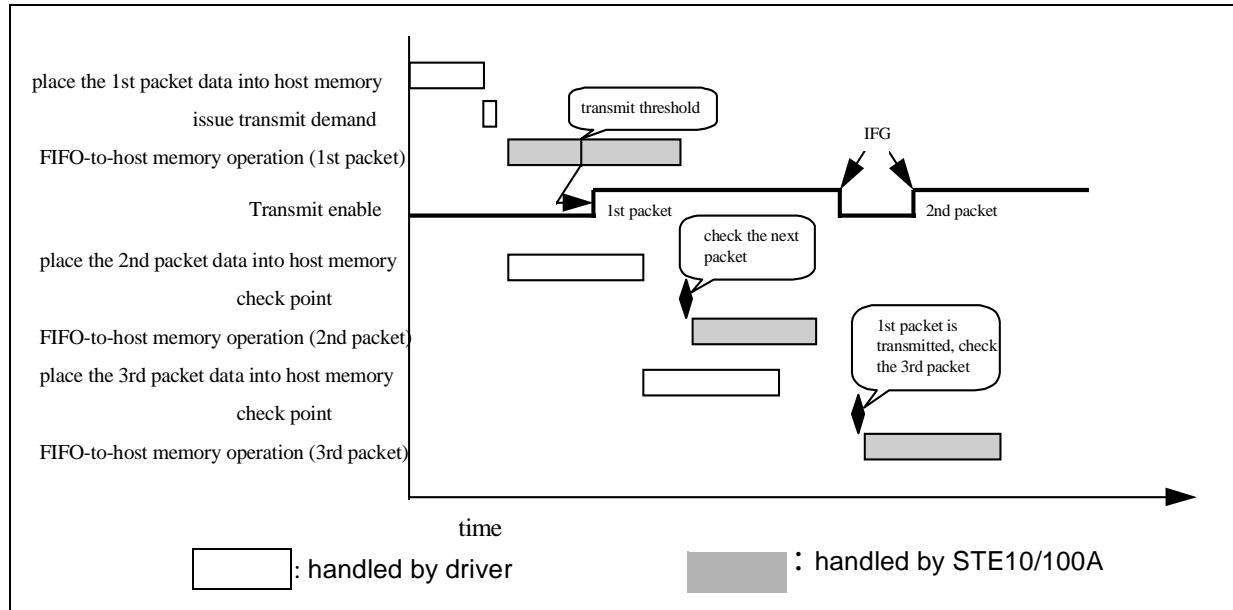 place the 1st packet data into host memory
issue transmit demand
transmit threshold
FIFO-to-host memory operation (1st packet)
IFG
Transmit enable
1st packet
2nd packet
check the next
packet
place the 2nd packet data into host memory
check point
FIFO-to-host memory operation (2nd packet)
1st packet is
transmitted, check
the 3rd packet
place the 3rd packet data into host memory
check point
FIFO-to-host memory operation (3rd packet)
time
: handled by driver
: handled by STE10/100A